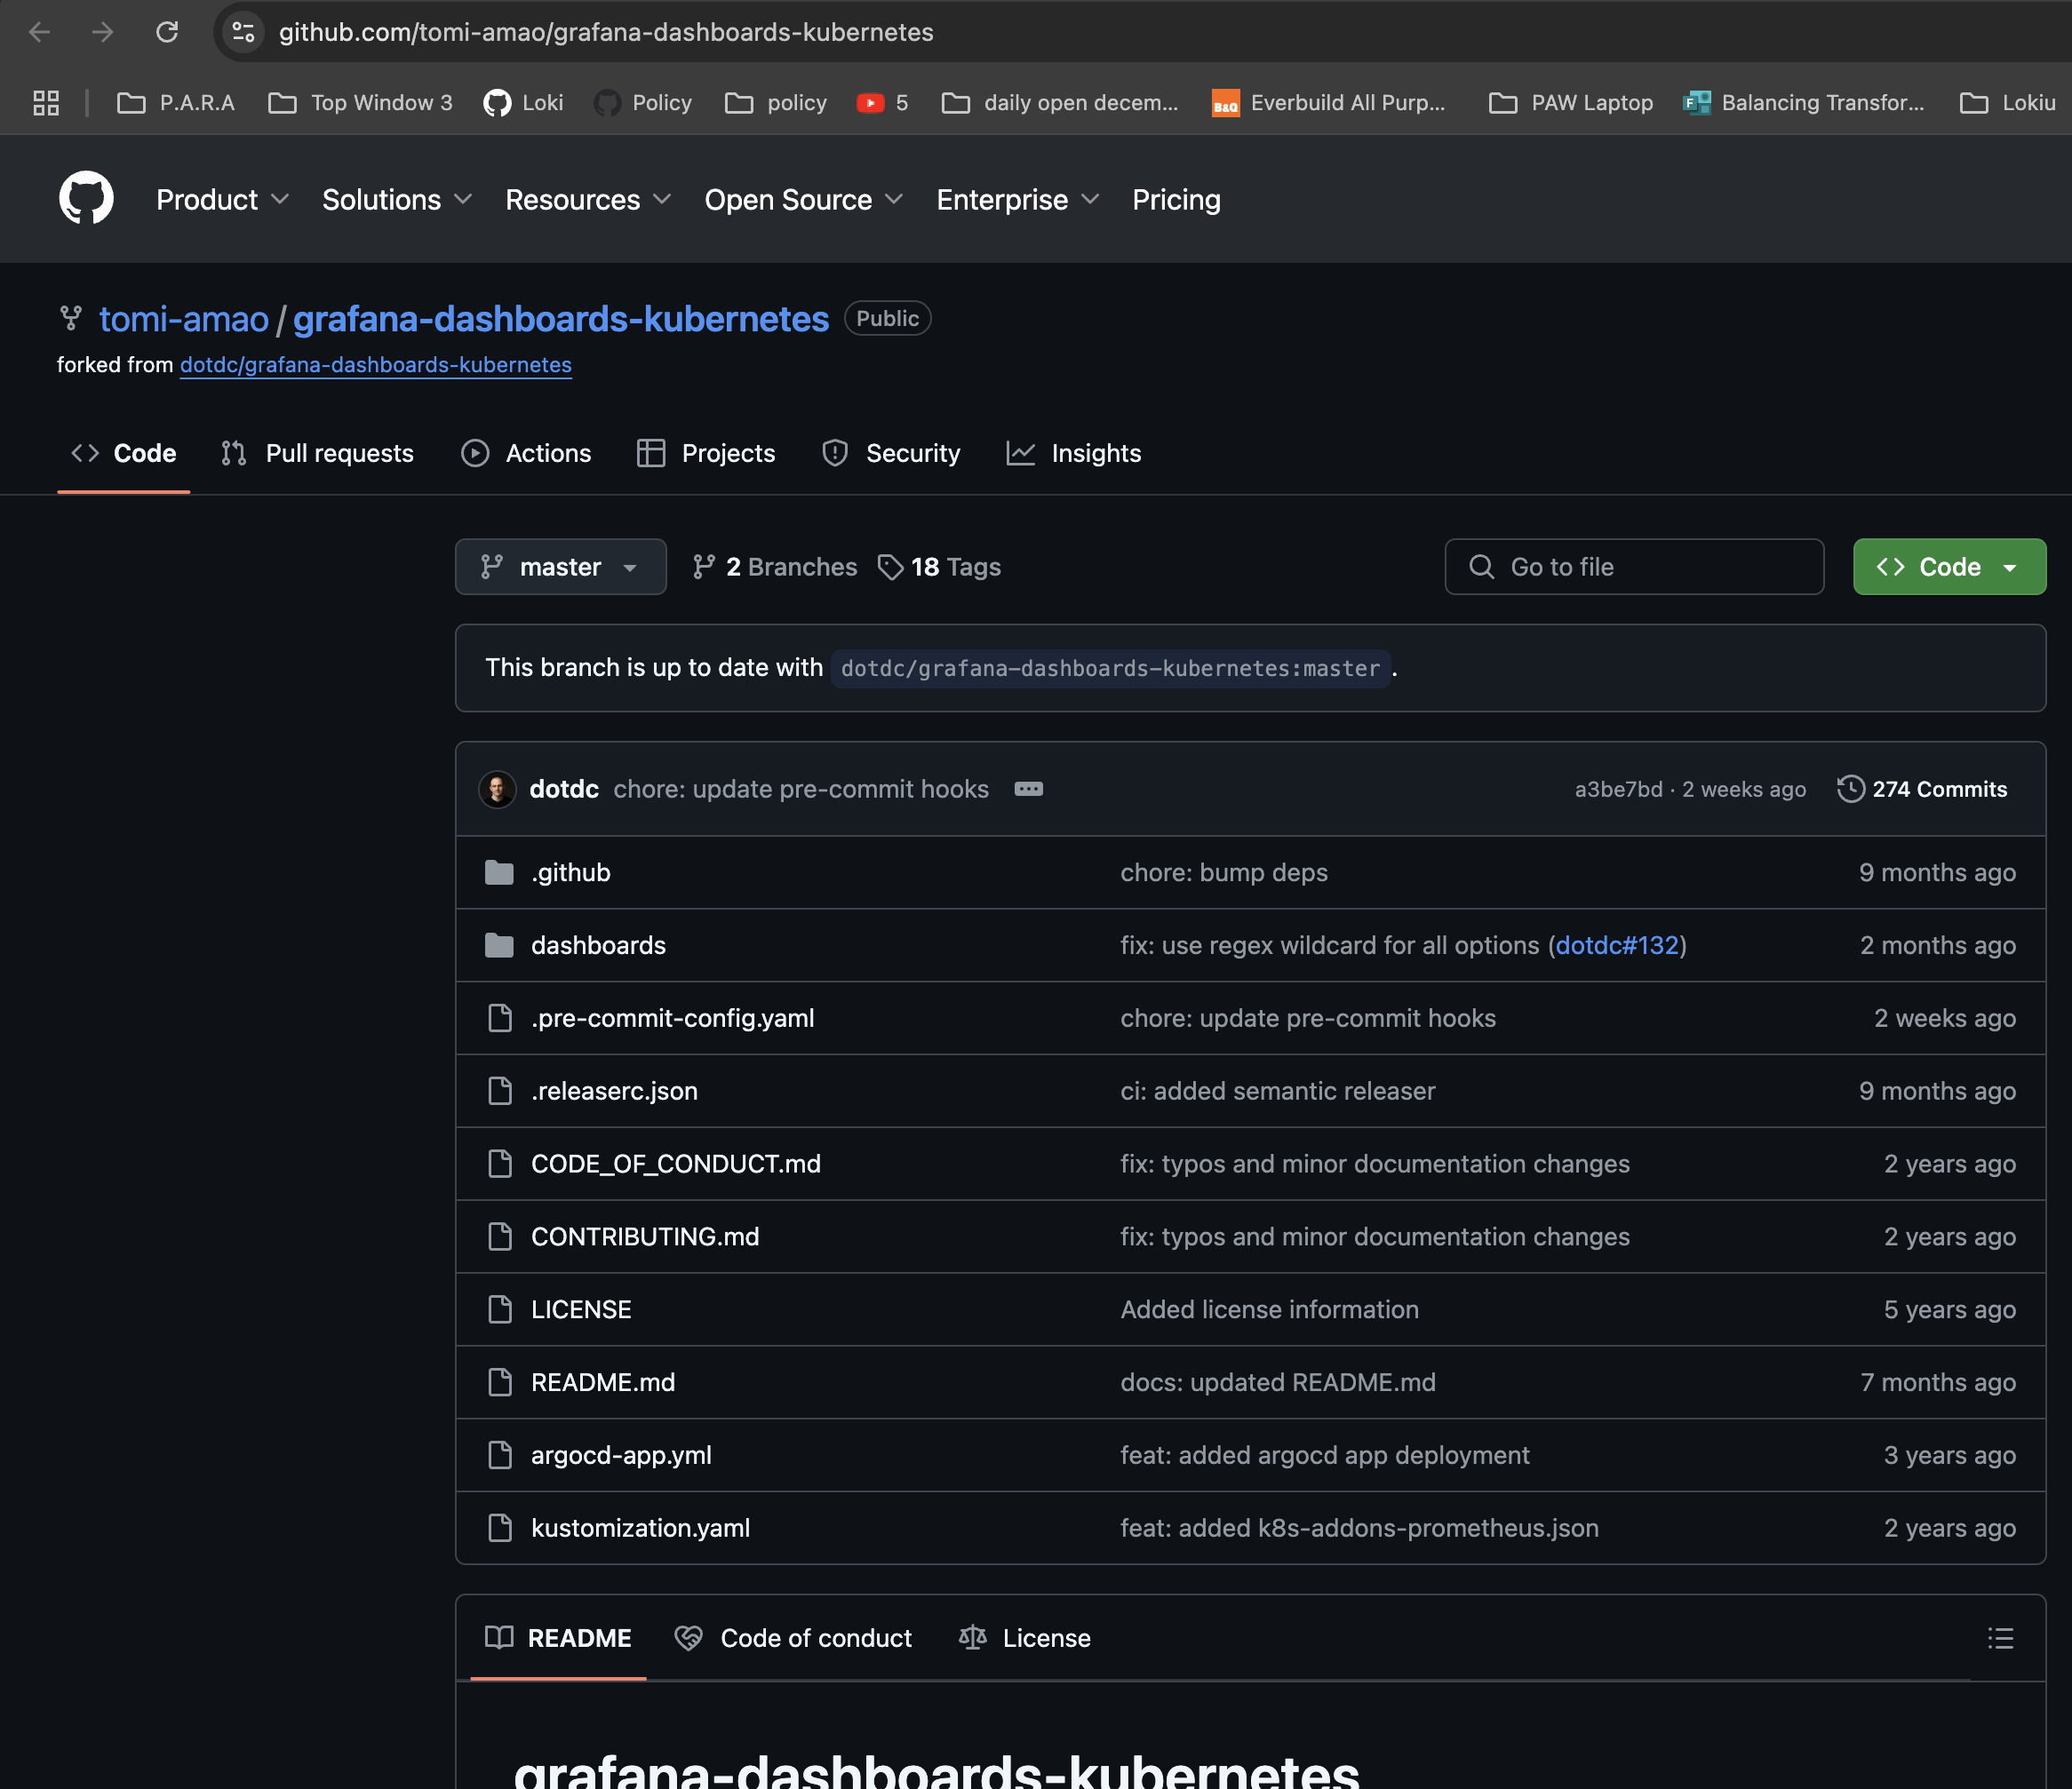 github.com/tomi-amao/grafana-dashboards-kubernetes
P.A.R.A Top Window 3 Loki Policy policy 5 daily open decem... B&Q Everbuild All Purp... PAW Laptop F Balancing Transfor... Lokiu
Product Solutions Resources Open Source Enterprise Pricing
tomi-amao/grafana-dashboards-kubernetes Public
forked from dotdc/grafana-dashboards-kubernetes
Code Pull requests Actions Projects Security Insights
master 2 Branches 18 Tags Go to file Code
This branch is up to date with dotdc/grafana-dashboards-kubernetes:master.
dotdc chore: update pre-commit hooks a3be7bd · 2 weeks ago 274 Commits
.github chore: bump deps 9 months ago
dashboards fix: use regex wildcard for all options (dotdc#132) 2 months ago
.pre-commit-config.yaml chore: update pre-commit hooks 2 weeks ago
.releaserc.json ci: added semantic releaser 9 months ago
CODE_OF_CONDUCT.md fix: typos and minor documentation changes 2 years ago
CONTRIBUTING.md fix: typos and minor documentation changes 2 years ago
LICENSE Added license information 5 years ago
README.md docs: updated README.md 7 months ago
argocd-app.yml feat: added argocd app deployment 3 years ago
kustomization.yaml feat: added k8s-addons-prometheus.json 2 years ago
README Code of conduct License
grafana-dashboards-kubernetes